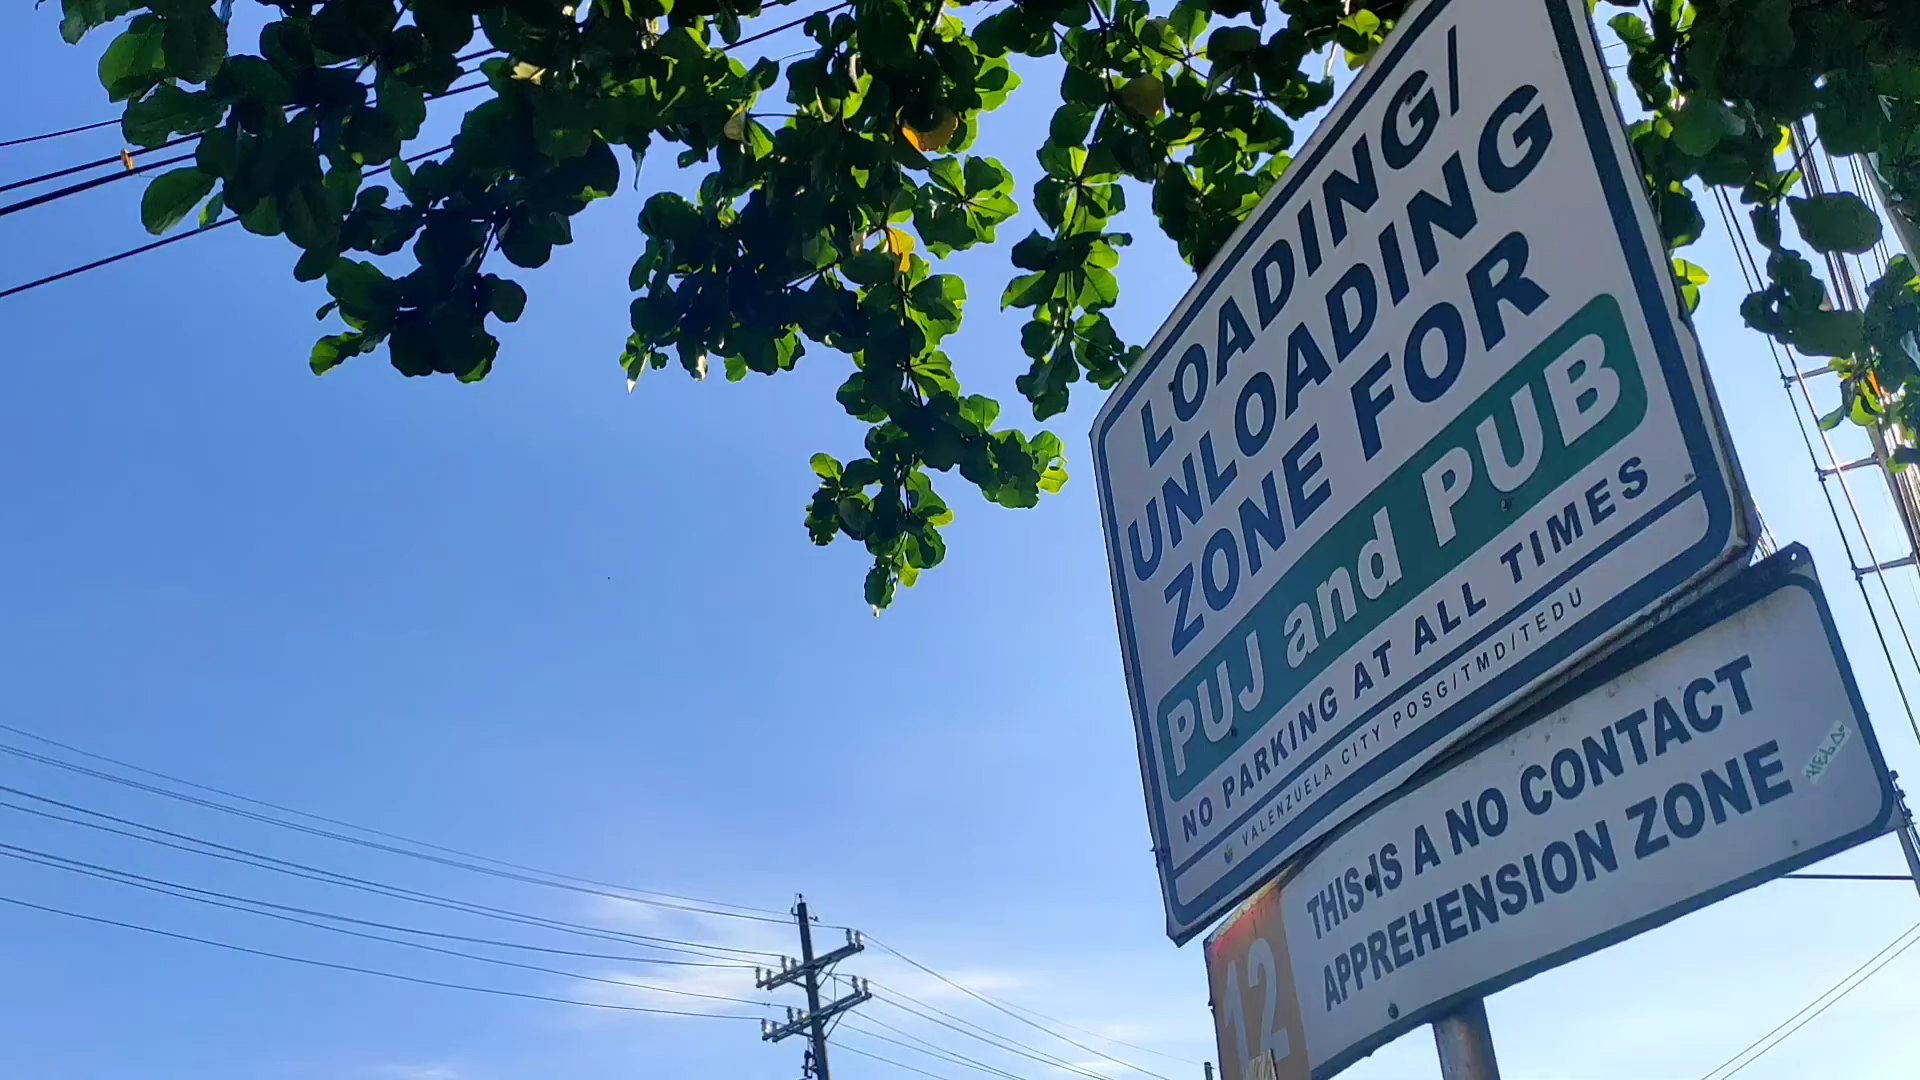 LOADING/
UNLOADING
ZONE FOR
PUJ and PUB
NO PARKING AT ALL TIMES
VALENZUELA CITY POSG/TMD/TEDU
THIS IS A NO CONTACT
APPREHENSION ZONE
12